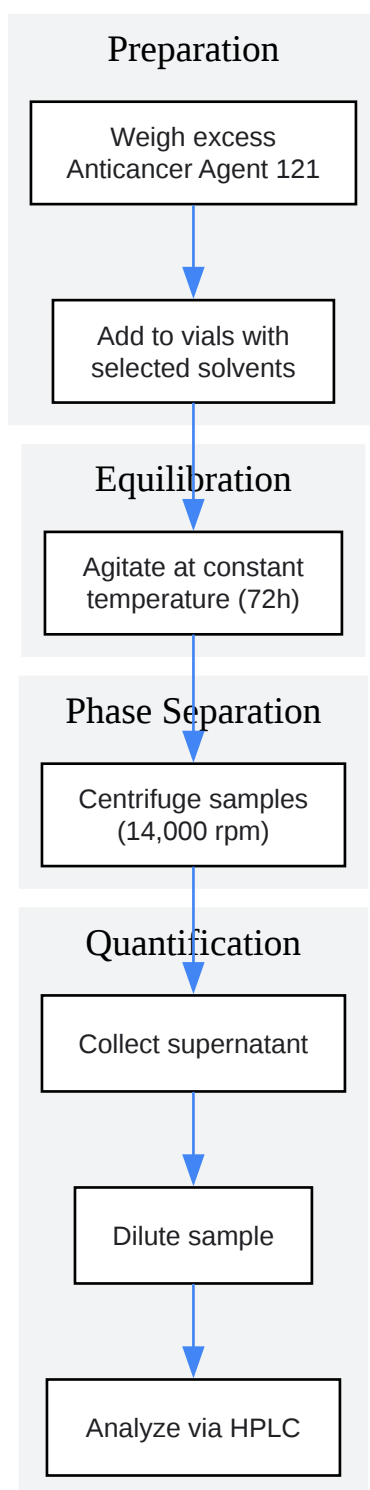 Preparation
Weigh excess
Anticancer Agent 121
Add to vials with
selected solvents
Equilibration
Agitate at constant
temperature (72h)
Phase Separation
Centrifuge samples
(14,000 rpm)
Quantification
Collect supernatant
Dilute sample
Analyze via HPLC